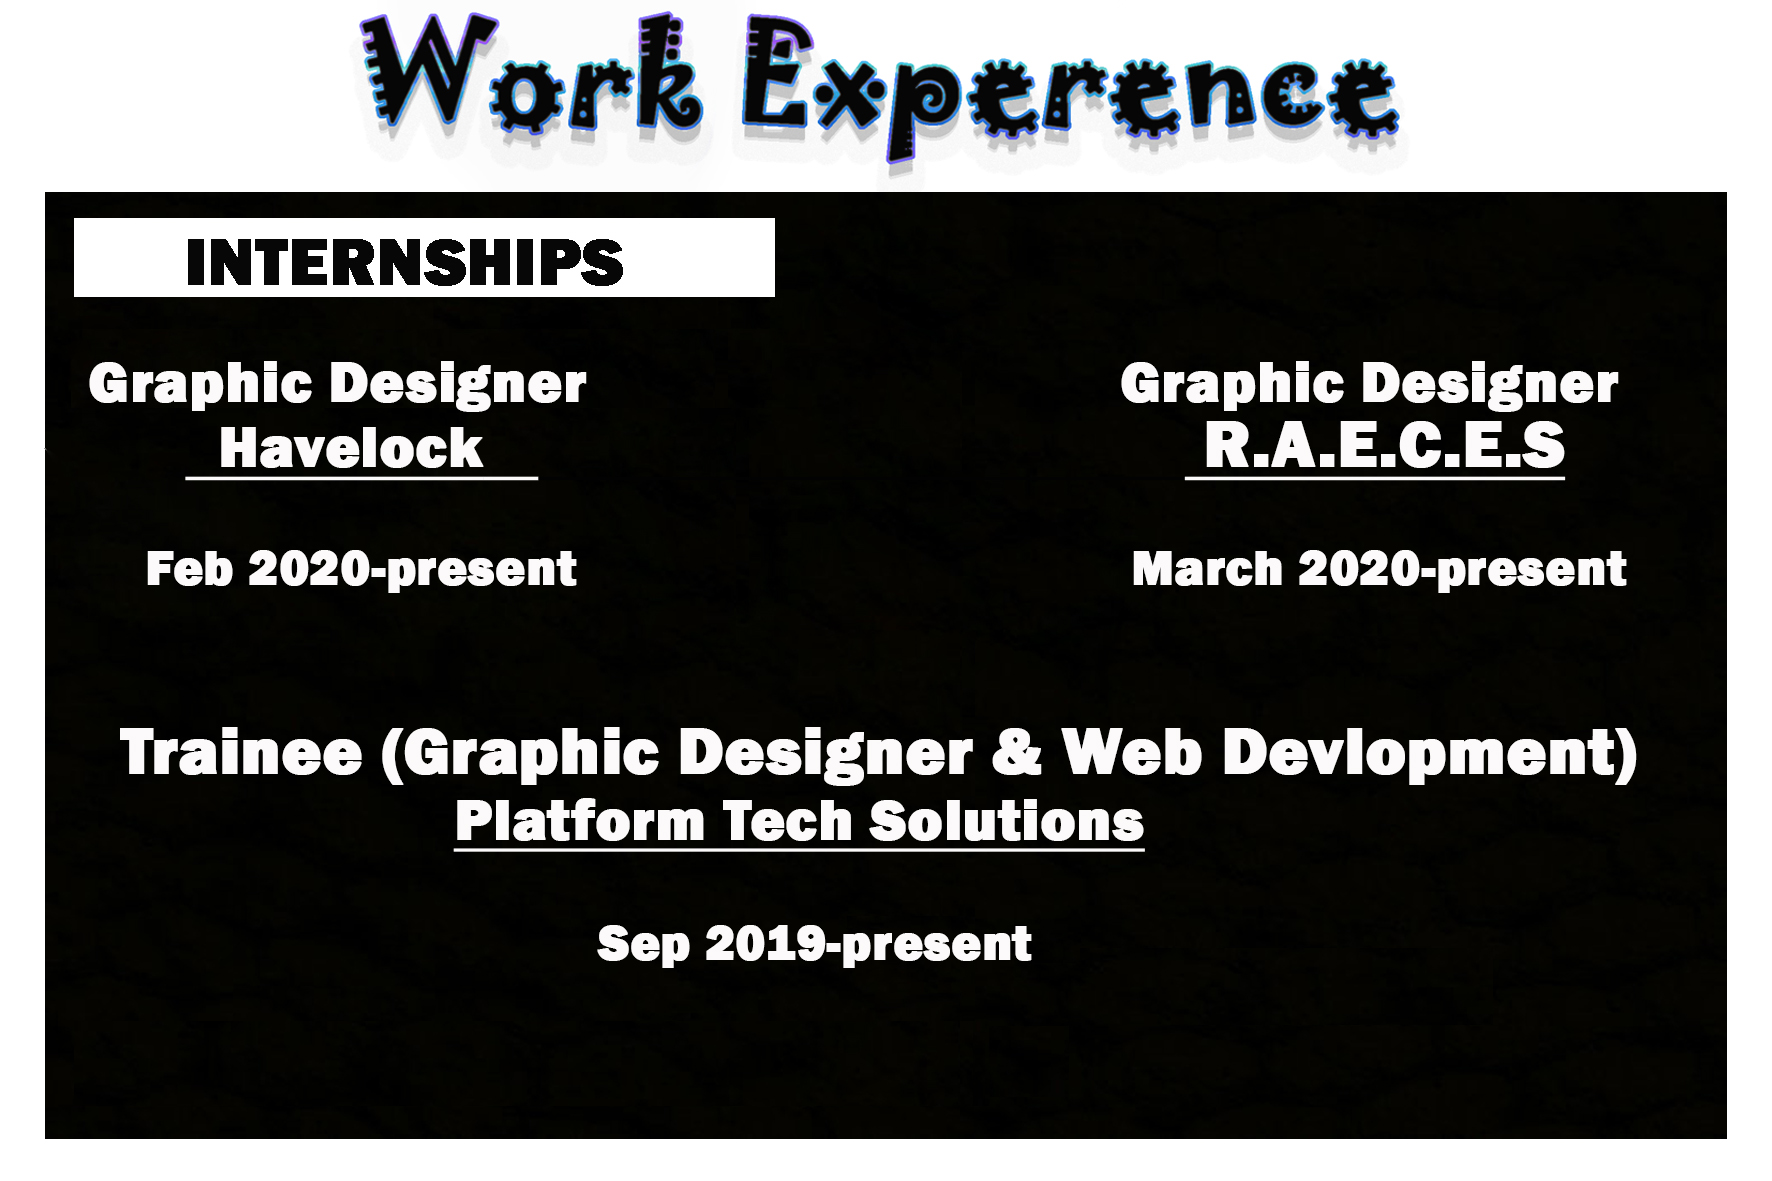 Work Experence
INTERNSHIPS
Graphic Designer
Havelock
Feb 2020-present
Graphic Designer
R.A.E.C.E.S
March 2020-present
Trainee (Graphic Designer & Web Devlopment)
Platform Tech Solutions
Sep 2019-present